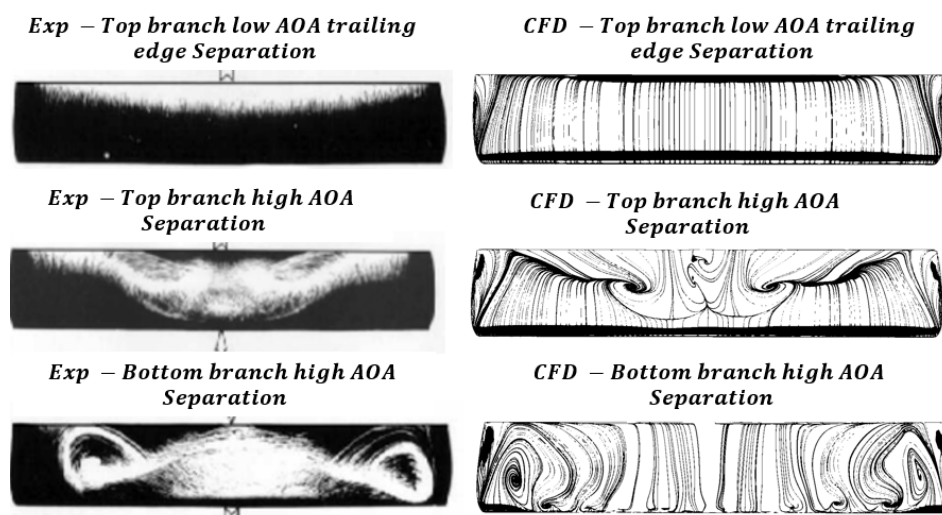 Exp – Top branch low AOA trailing
edge Separation
CFD – Top branch low AOA trailing
edge Separation
Exp – Top branch high AOA
Separation
CFD – Top branch high AOA
Separation
Exp – Bottom branch high AOA
Separation
CFD – Bottom branch high AOA
Separation